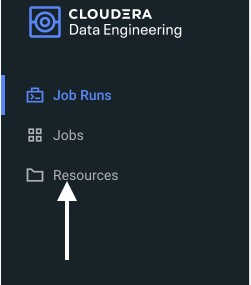 CLOUDERA
Data Engineering
Job Runs
Jobs
Resources